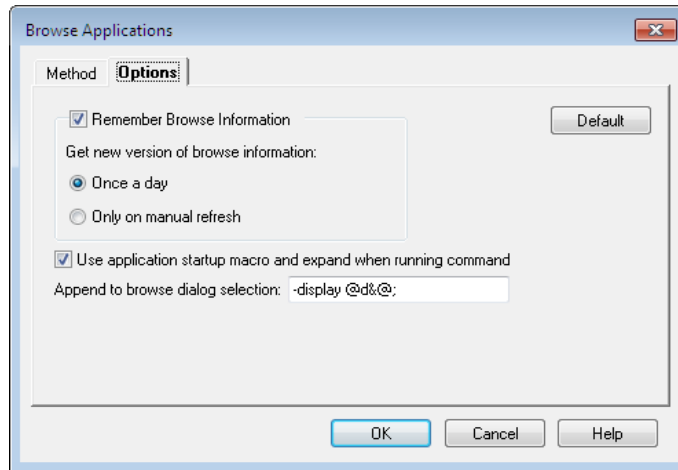 Browse Applications
Method Options
Remember Browse Information
Default
Get new version of browse information:
Once a day
Only on manual refresh
Use application startup macro and expand when running command
Append to browse dialog selection: -display @d&@;
OK Cancel Help